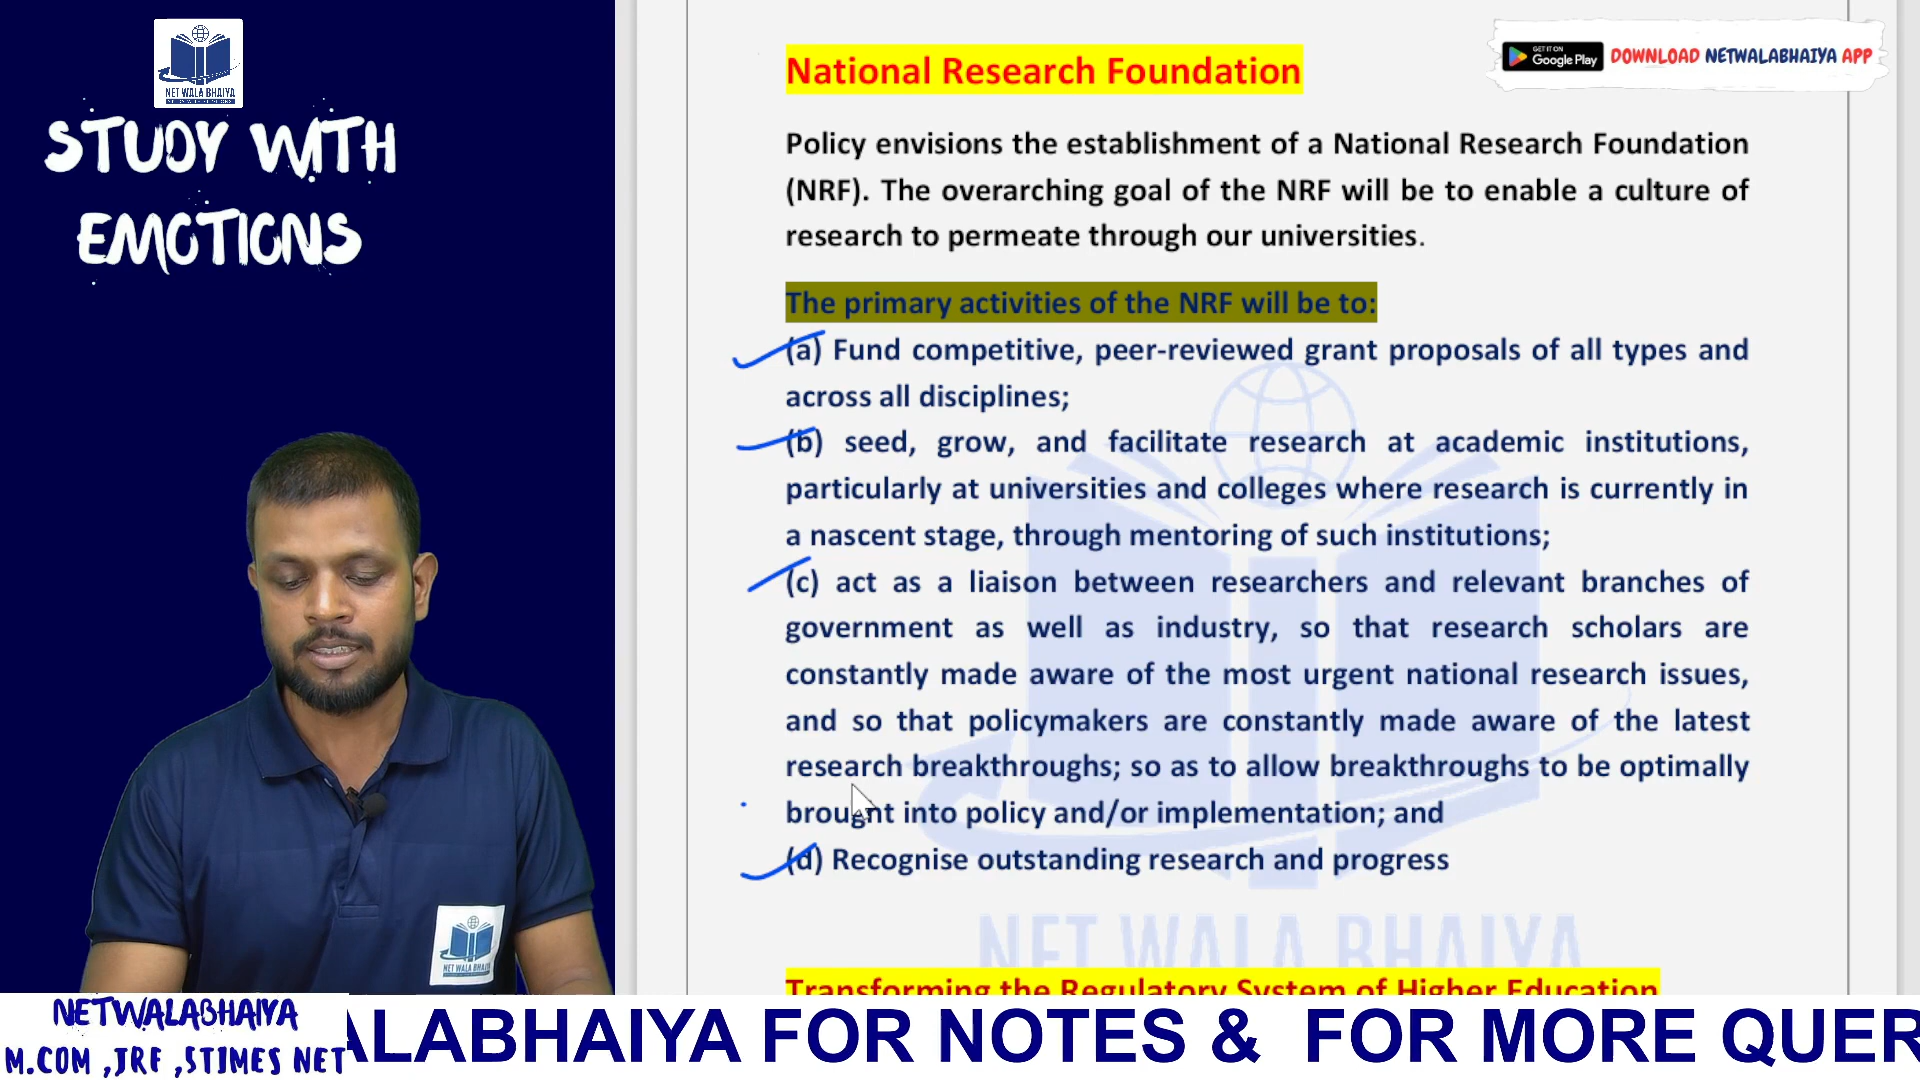 NET WALA BHAIYA
STUDY WITH
EMOTIONS
GET IT ON
Google Play
DOWNLOAD NETWALABHAIYA APP
National Research Foundation
Policy envisions the establishment of a National Research Foundation
(NRF). The overarching goal of the NRF will be to enable a culture of
research to permeate through our universities.
The primary activities of the NRF will be to:
(a) Fund competitive, peer-reviewed grant proposals of all types and
across all disciplines;
(b) seed, grow, and facilitate research at academic institutions,
particularly at universities and colleges where research is currently in
a nascent stage, through mentoring of such institutions;
(c) act as a liaison between researchers and relevant branches of
government as well as industry, so that research scholars are
constantly made aware of the most urgent national research issues,
and so that policymakers are constantly made aware of the latest
research breakthroughs; so as to allow breakthroughs to be optimally
brought into policy and/or implementation; and
(d) Recognise outstanding research and progress
NET WALA BHAIYA
Transforming the Regulatory System of Higher Education
NET WALA BHAIYA
NETWALABHAIYA
M.COM ,JRF ,5TIMES NET
ALABHAIYA FOR NOTES & FOR MORE QUER